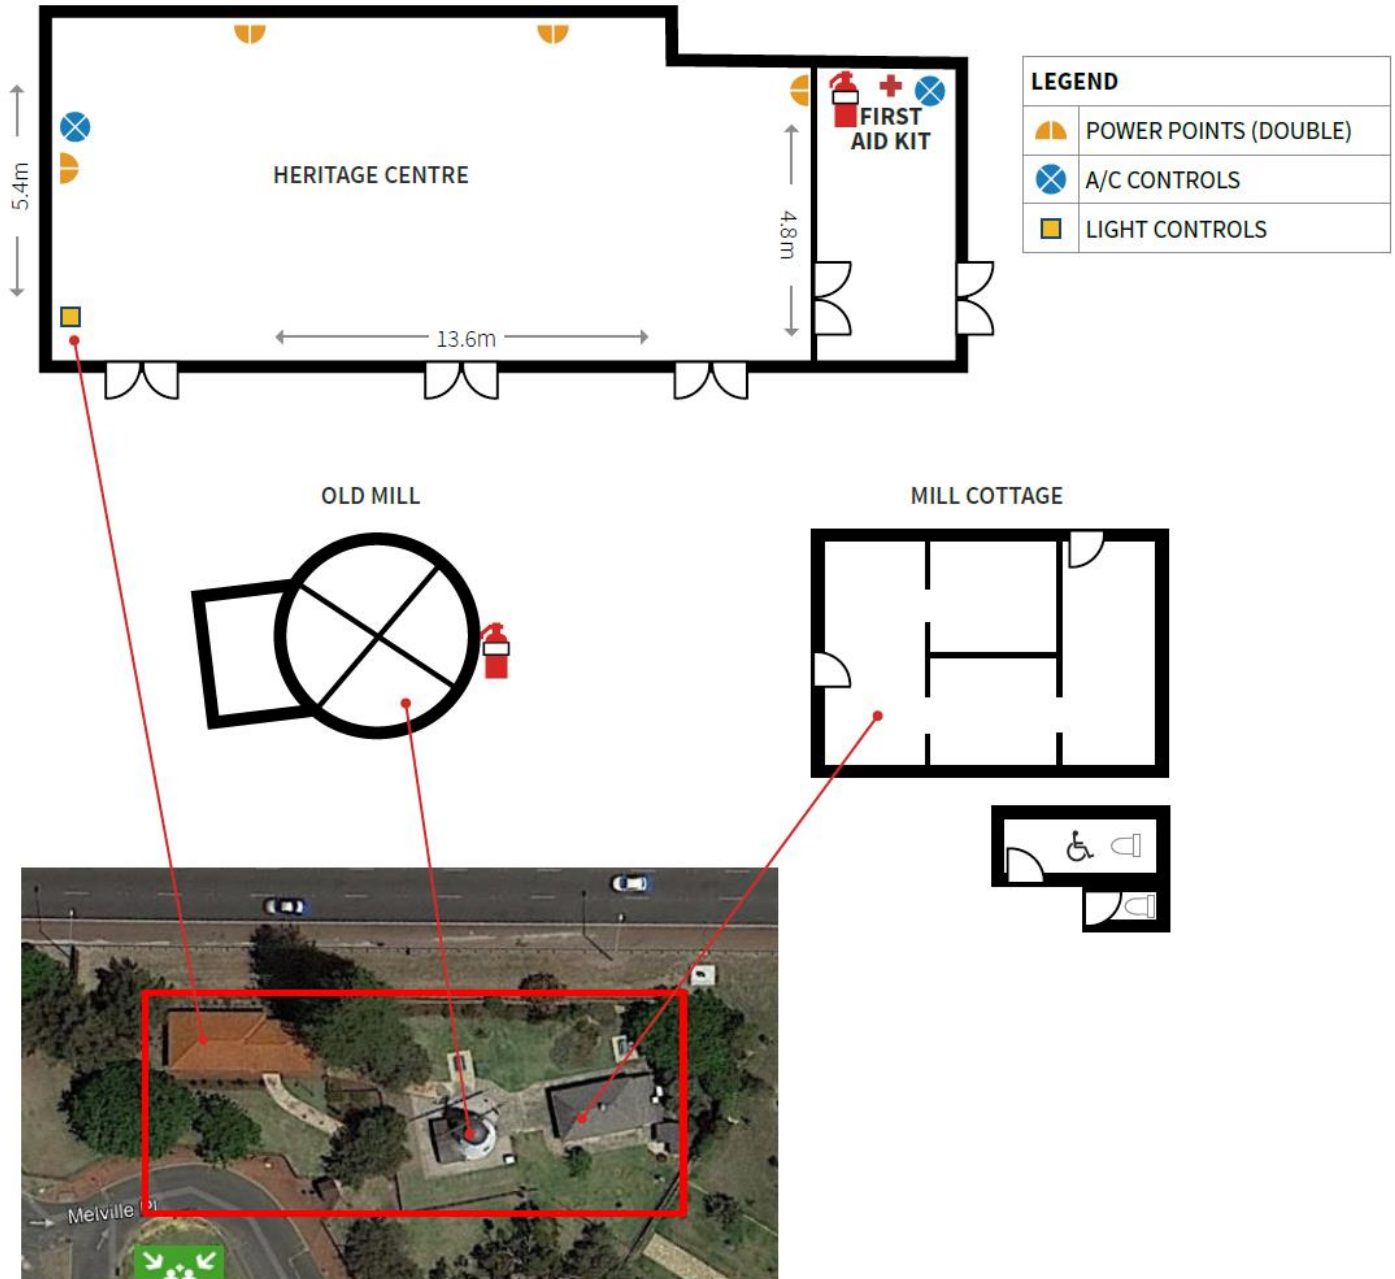 LEGEND
POWER POINTS (DOUBLE)
A/C CONTROLS
LIGHT CONTROLS
FIRST
AID KIT
HERITAGE CENTRE
5.4m
4.8m
13.6m
OLD MILL
MILL COTTAGE
Melville Pl